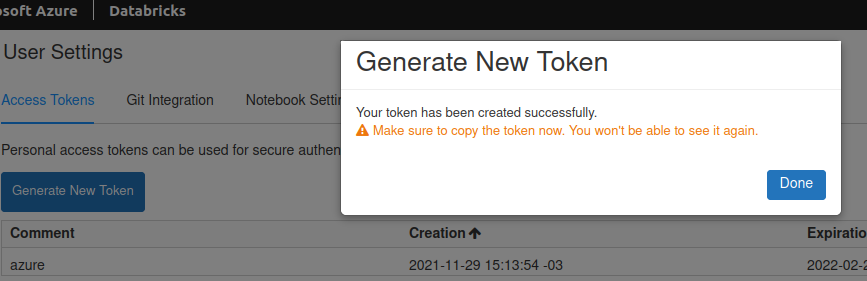 osoft Azure Databricks
User Settings
Generate New Token
Access Tokens Git Integration Notebook Settin
Your token has been created successfully.
Make sure to copy the token now. You won't be able to see it again.
Personal access tokens can be used for secure authen
Done
Generate New Token
Comment Creation Expiratio
azure 2021-11-29 15:13:54 -03 2022-02-2